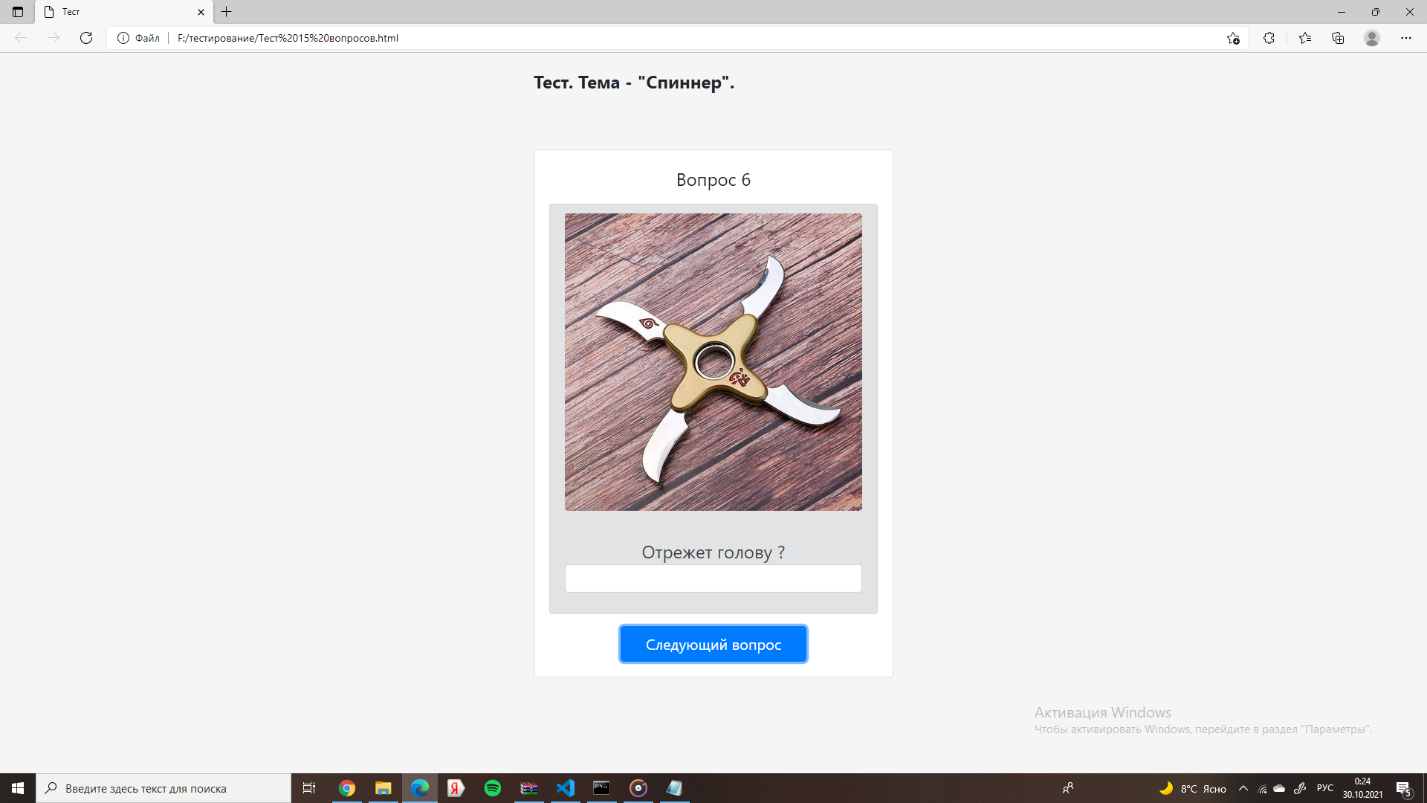 Тест
Файл
F:/тестирование/Тест%2015%20вопросов.html
Тест. Тема - "Спиннер".
Вопрос 6
Отрежет голову ?
Следующий вопрос
Активация Windows
Чтобы активировать Windows, перейдите в раздел "Параметры".
Введите здесь текст для поиска
8°C Ясно
РУС
0:24
30.10.2021
5